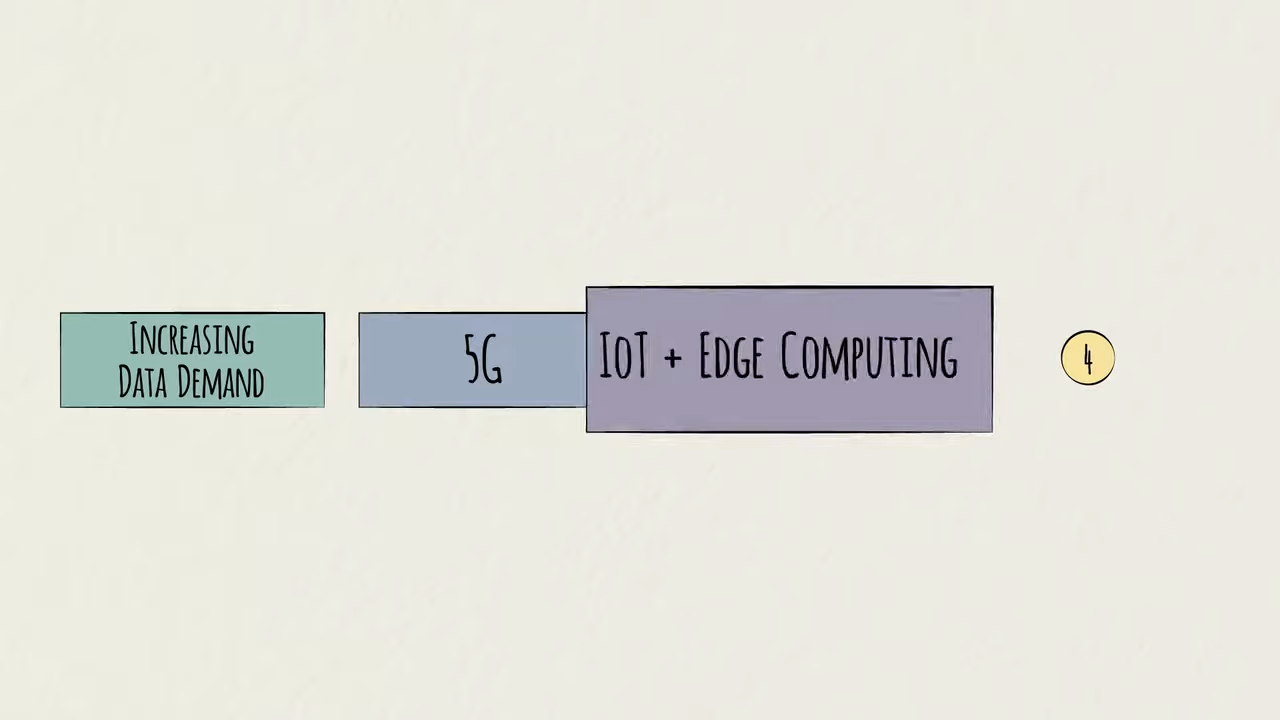 Increasing
Data Demand
5G
IoT + Edge Computing
4